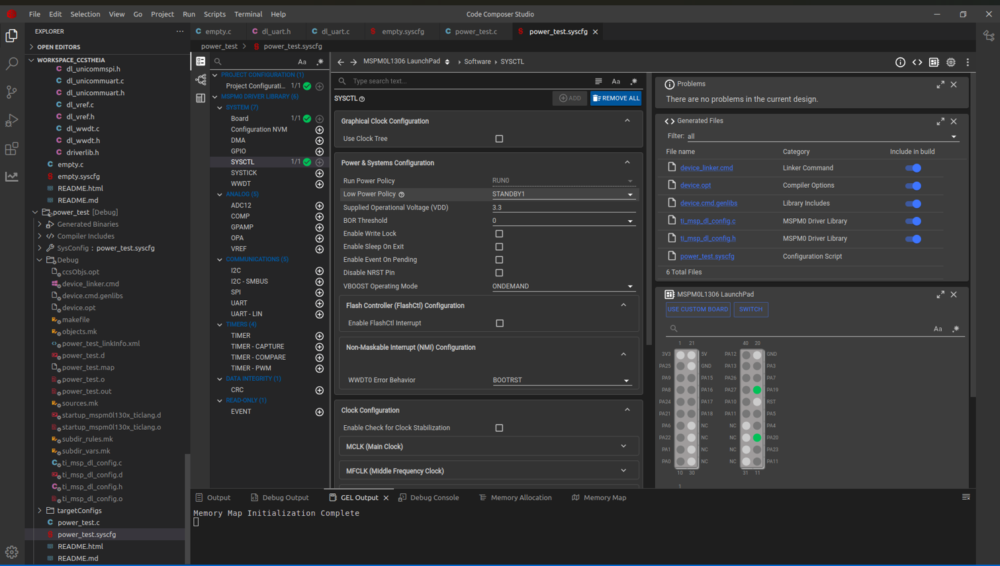 File Edit Selection View Go Project Run Scripts Terminal Help
Code Composer Studio
EXPLORER
OPEN EDITORS
WORKSPACE_CCSTHEIA
dl_unicommspi.h
dl_unicommuart.c
dl_unicommuart.h
dl_vref.c
dl_vref.h
dl_wwdt.c
dl_wwdt.h
driverlib.h
empty.c
empty.syscfg
README.html
README.md
power_test [Debug]
Generated Binaries
Compiler Includes
SysConfig : power_test.syscfg
Debug
ccsObjs.opt
device_linker.cmd
device.cmd.genlibs
device.opt
makefile
objects.mk
power_test_linkInfo.xml
power_test.d
power_test.map
power_test.o
power_test.out
sources.mk
startup_mspm0l130x_ticlang.d
startup_mspm0l130x_ticlang.o
subdir_rules.mk
subdir_vars.mk
ti_msp_dl_config.c
ti_msp_dl_config.d
ti_msp_dl_config.h
ti_msp_dl_config.o
targetConfigs
power_test.c
power_test.syscfg
README.html
README.md
empty.c dl_uart.h dl_uart.c empty.syscfg power_test.c power_test.syscfg
power_test > power_test.syscfg
Aa .*
PROJECT CONFIGURATION (1)
Project Configurati... 1/1
MSPM0 DRIVER LIBRARY (6)
SYSTEM (7)
Board 1/1
Configuration NVM
DMA
GPIO
SYSCTL 1/1
SYSTICK
WWDT
ANALOG (5)
ADC12
COMP
GPAMP
OPA
VREF
COMMUNICATIONS (5)
I2C
I2C - SMBUS
SPI
UART
UART - LIN
TIMERS (4)
TIMER
TIMER - CAPTURE
TIMER - COMPARE
TIMER - PWM
DATA INTEGRITY (1)
CRC
READ-ONLY (1)
EVENT
MSPM0L1306 LaunchPad Software SYSCTL
Type search text... Aa .*
SYSCTL ADD REMOVE ALL
Graphical Clock Configuration
Use Clock Tree
Power & Systems Configuration
Run Power Policy RUN0
Low Power Policy STANDBY1
Supplied Operational Voltage (VDD) 3.3
BOR Threshold 0
Enable Write Lock
Enable Sleep On Exit
Enable Event On Pending
Disable NRST Pin
VBOOST Operating Mode ONDEMAND
Flash Controller (FlashCtl) Configuration
Enable FlashCtl Interrupt
Non-Maskable Interrupt (NMI) Configuration
WWDT0 Error Behavior BOOTRST
Clock Configuration
Enable Check for Clock Stabilization
MCLK (Main Clock)
MFCLK (Middle Frequency Clock)
Problems
There are no problems in the current design.
Generated Files
Filter: all
File name Category Include in build
device_linker.cmd Linker Command
device.opt Compiler Options
device.cmd.genlibs Library Includes
ti_msp_dl_config.c MSPM0 Driver Library
ti_msp_dl_config.h MSPM0 Driver Library
power_test.syscfg Configuration Script
6 Total Files
MSPM0L1306 LaunchPad
USE CUSTOM BOARD SWITCH
Aa .*
1 21 40 20
3V3 5V PA12 GND
PA25 GND PA13 PA3
PA9 PA15 PA26 PA7
PA8 PA16 PA27 PA19
PA24 PA17 PA10 RST
PA21 PA18 PA11 PA5
PA6 NC NC PA4
PA22 NC NC PA20
PA1 NC NC PA23
PA0 NC NC PA11
10 30 31 11
1
Output Debug Output GEL Output Debug Console Memory Allocation Memory Map
Memory Map Initialization Complete